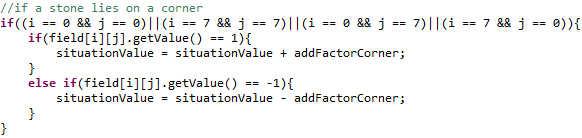 //if a stone lies on a corner
if((i == 0 && j == 0)||(i == 7 && j == 7)||(i == 0 && j == 7)||(i == 7 && j == 0)){
    if(field[i][j].getValue() == 1){
        situationValue = situationValue + addFactorCorner;
    }
    else if(field[i][j].getValue() == -1){
        situationValue = situationValue - addFactorCorner;
    }
}